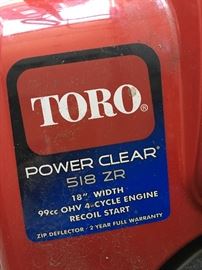 TORO®
POWER CLEAR®
518 ZR
18" WIDTH
99cc OHV 4-CYCLE ENGINE
RECOIL START
ZIP DEFLECTOR · 2 YEAR FULL WARRANTY